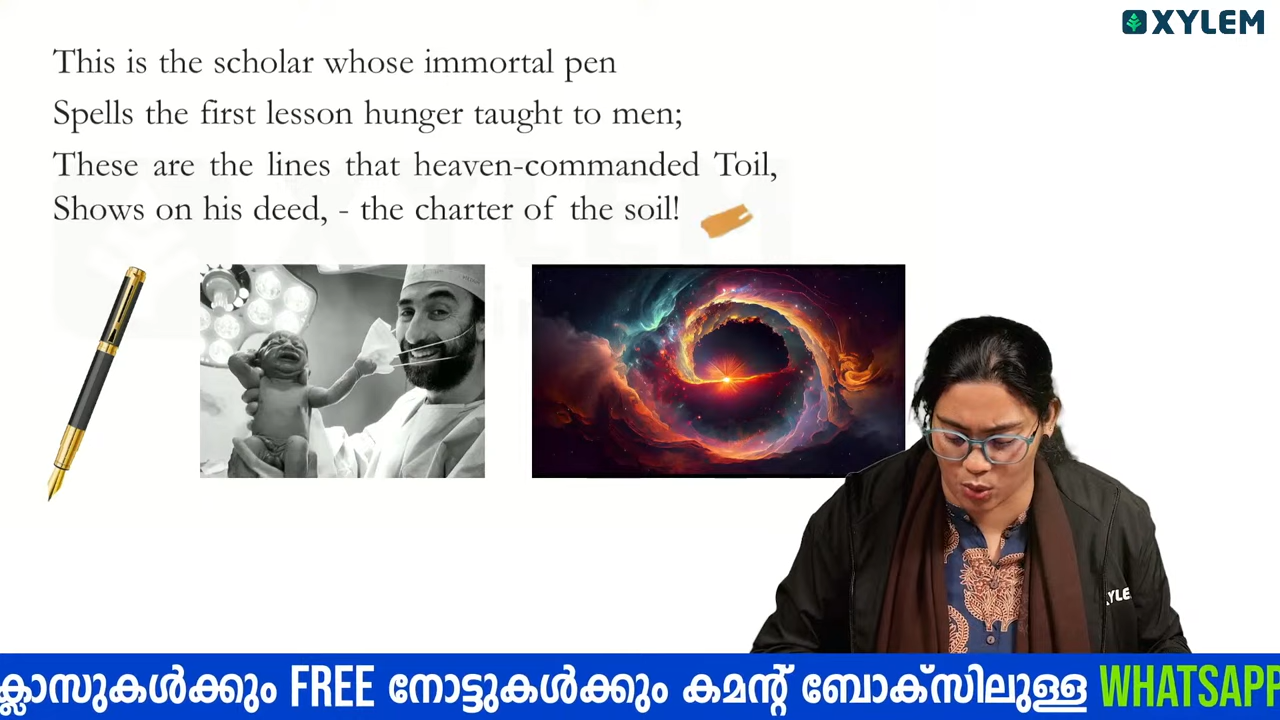 XYLEM
This is the scholar whose immortal pen
Spells the first lesson hunger taught to men;
These are the lines that heaven-commanded Toil,
Shows on his deed, - the charter of the soil!
XYLE
ക്ലാസുകൾക്കും FREE നോട്ടുകൾക്കും കമന്റ് ബോക്സിലുള്ള WHATSAPP